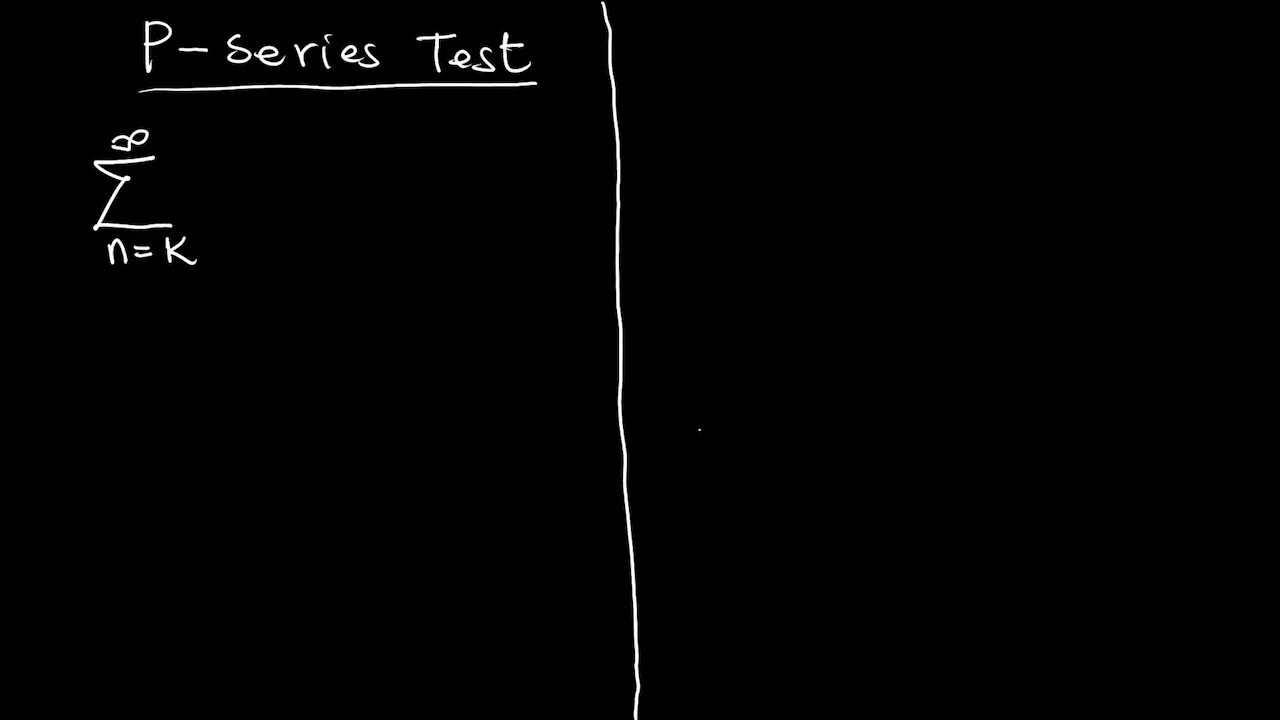 P-Series Test
∞
Σ
n=k